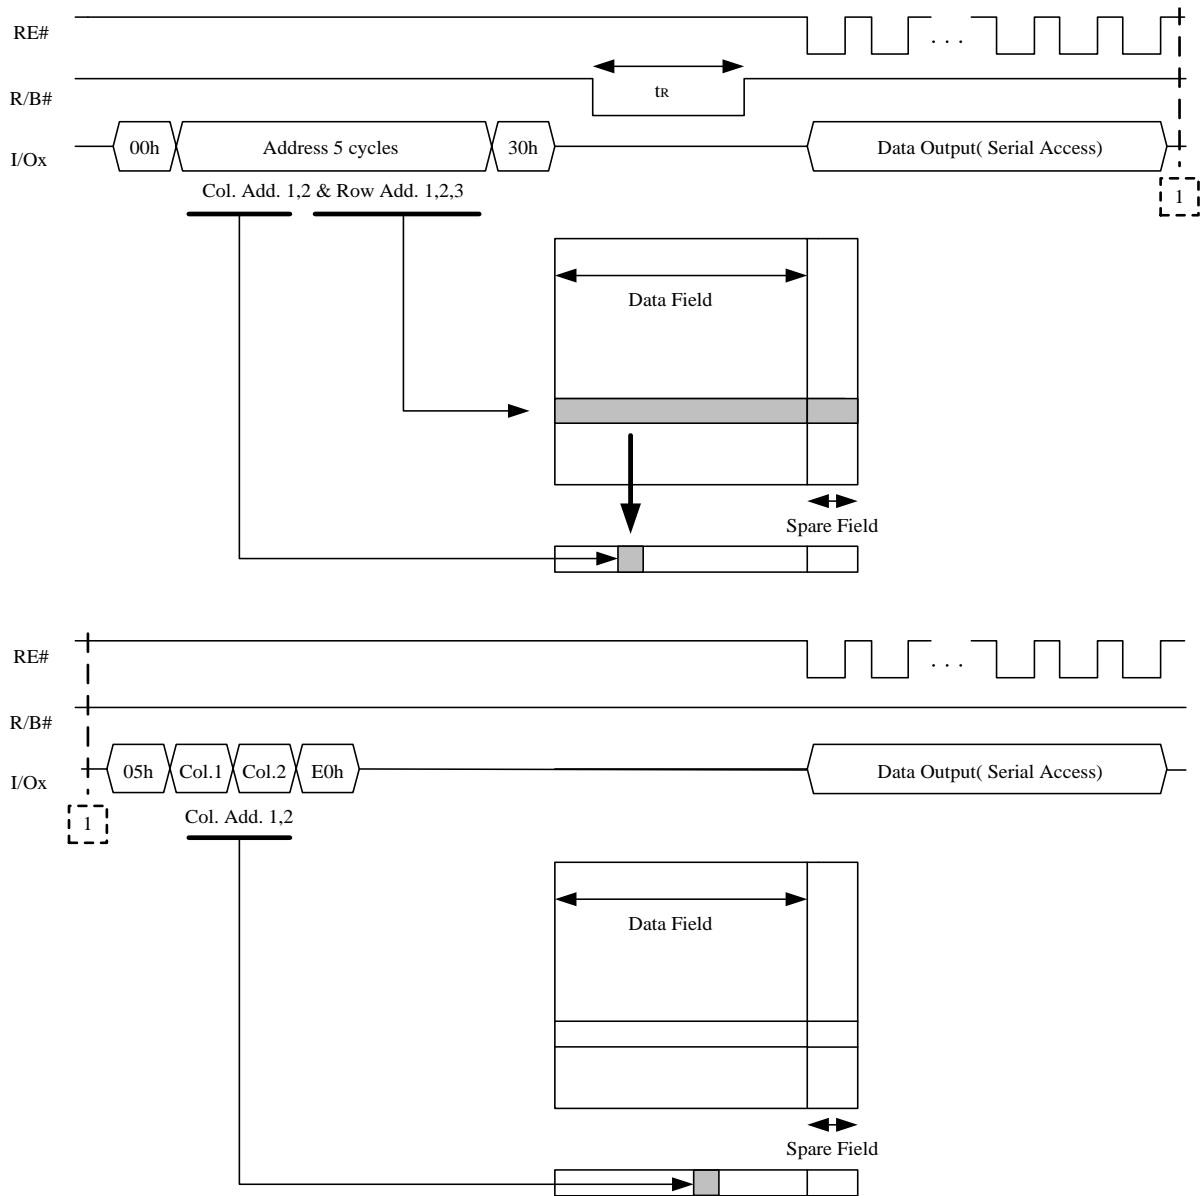 RE#
. . .
R/B#
tR
I/Ox
00h
Address 5 cycles
30h
Data Output( Serial Access)
Col. Add. 1,2 & Row Add. 1,2,3
1
Data Field
Spare Field
RE#
. . .
R/B#
I/Ox
05h
Col.1
Col.2
E0h
Data Output( Serial Access)
1
Col. Add. 1,2
Data Field
Spare Field